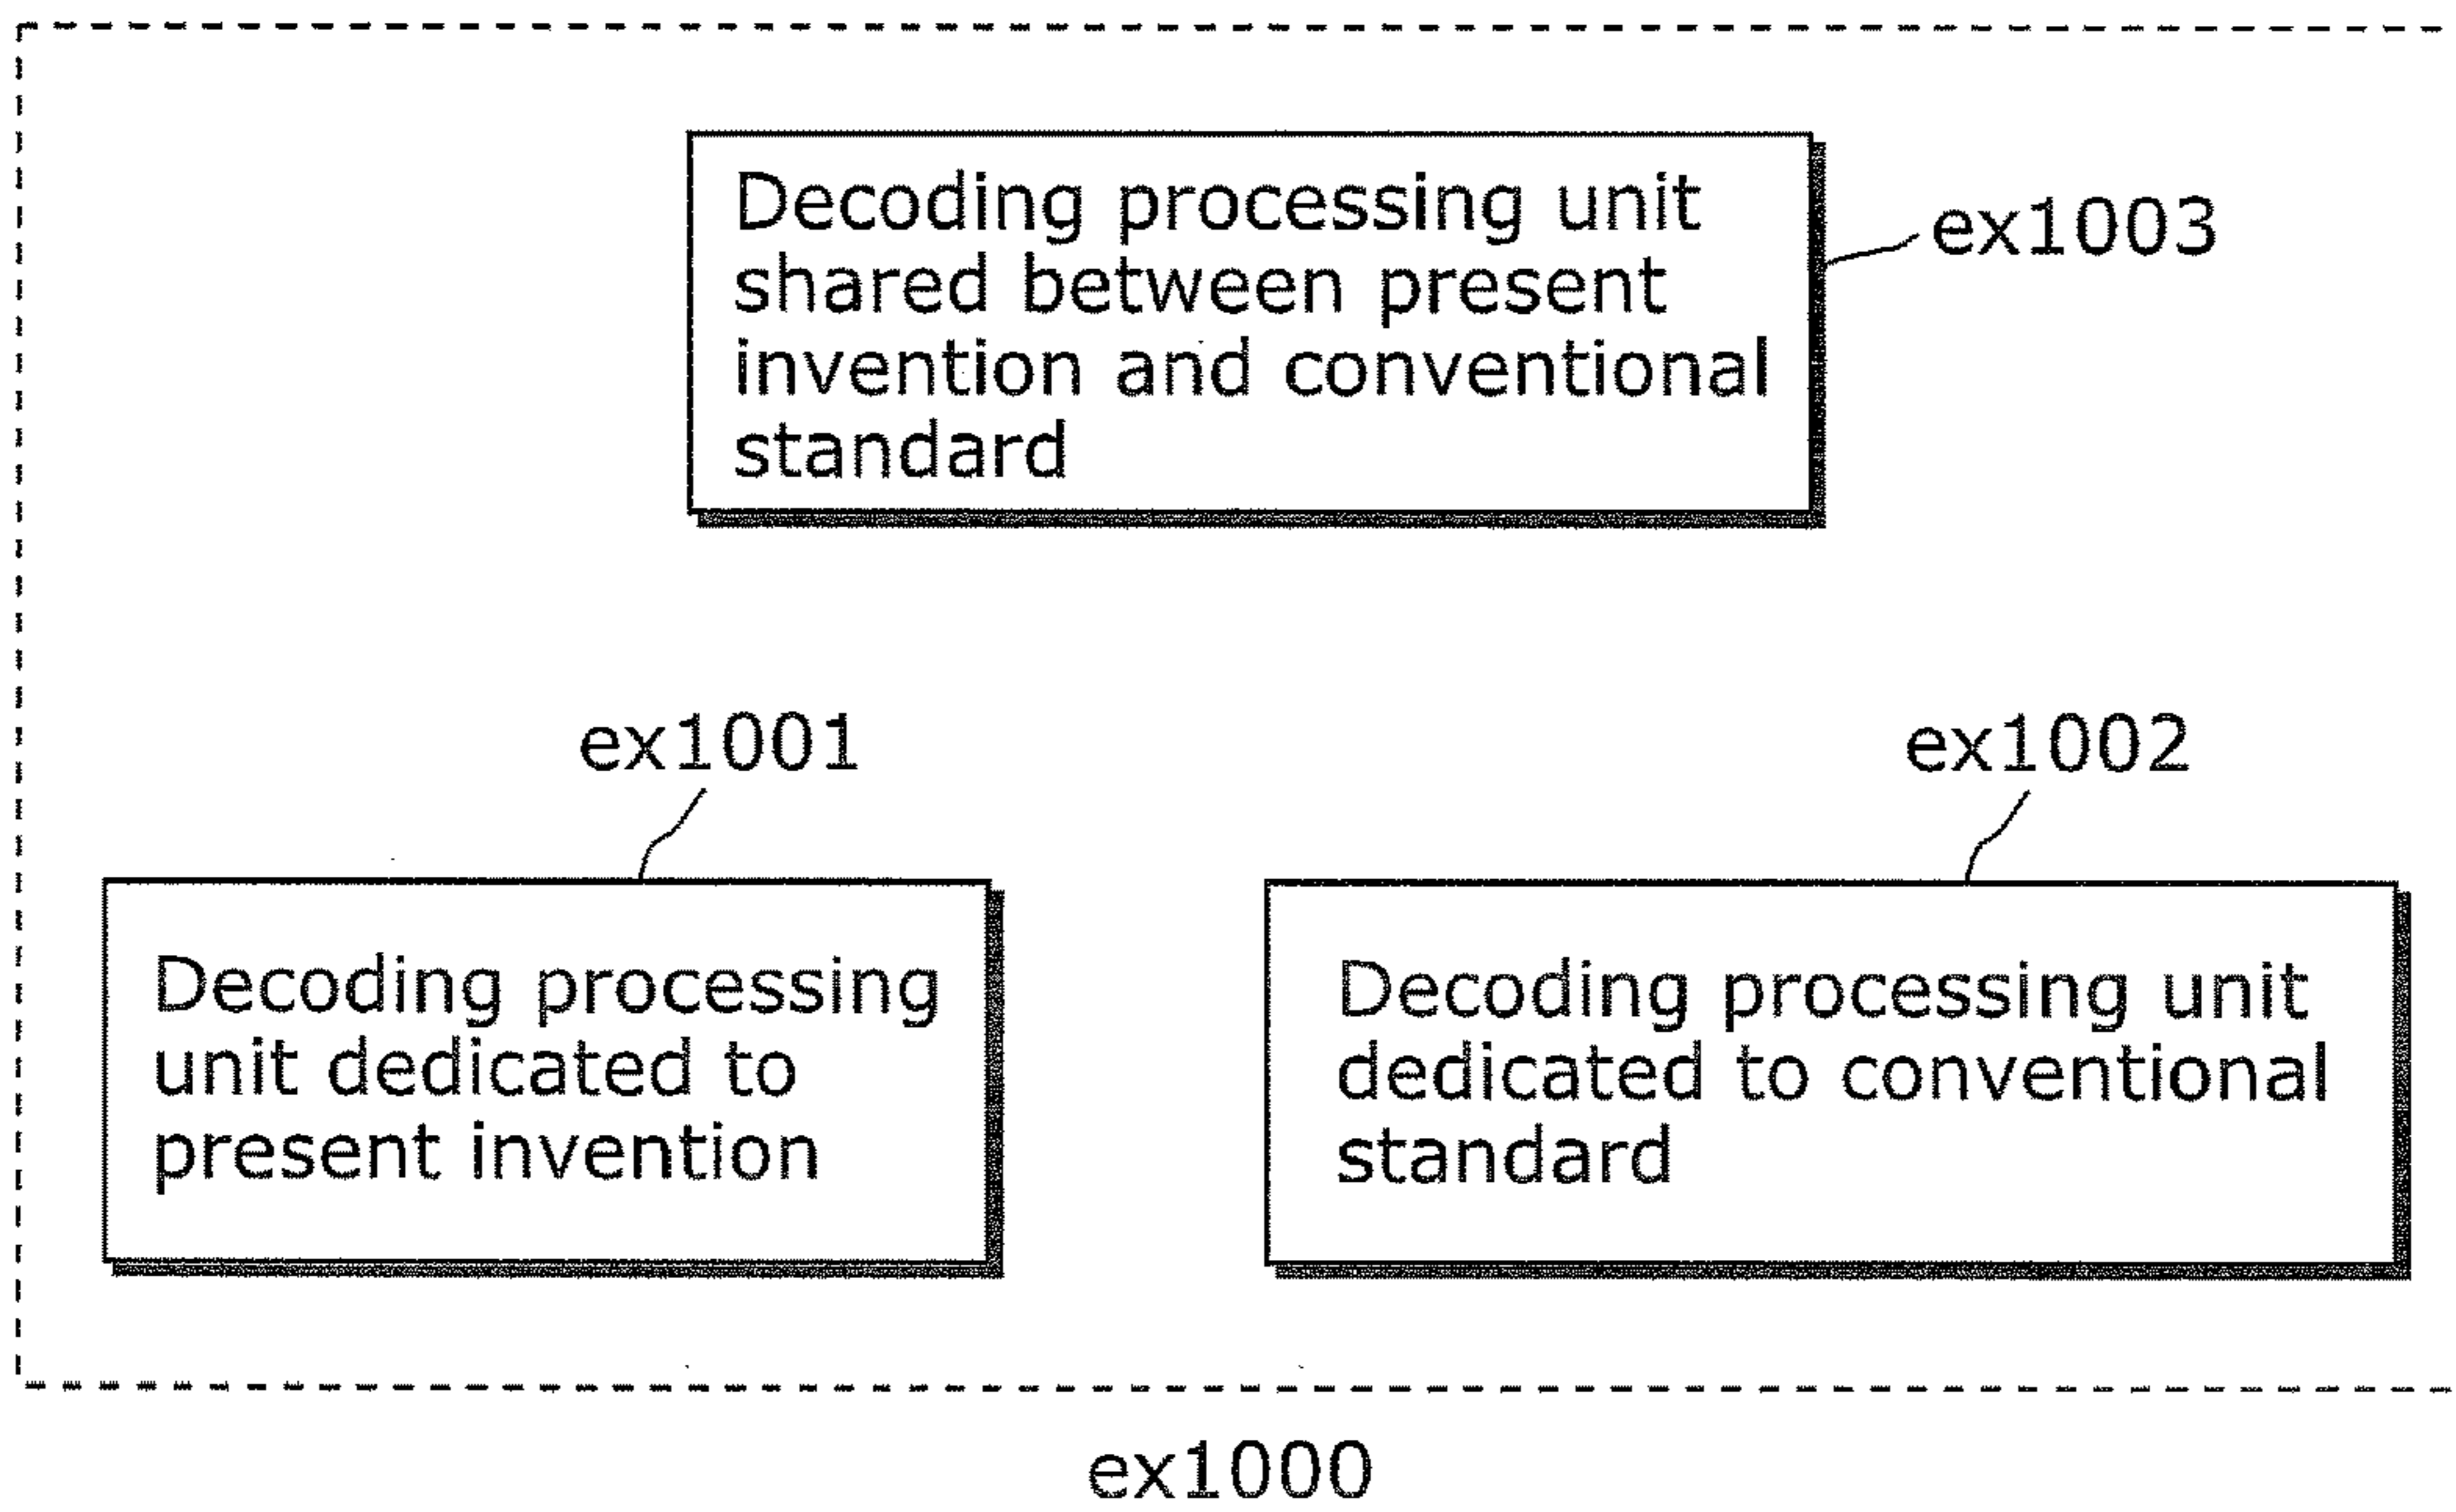 Decoding processing unit
shared between present
invention and conventional
standard
ex1003
ex1001
ex1002
Decoding processing
unit dedicated to
present invention
Decoding processing unit
dedicated to conventional
standard
ex1000